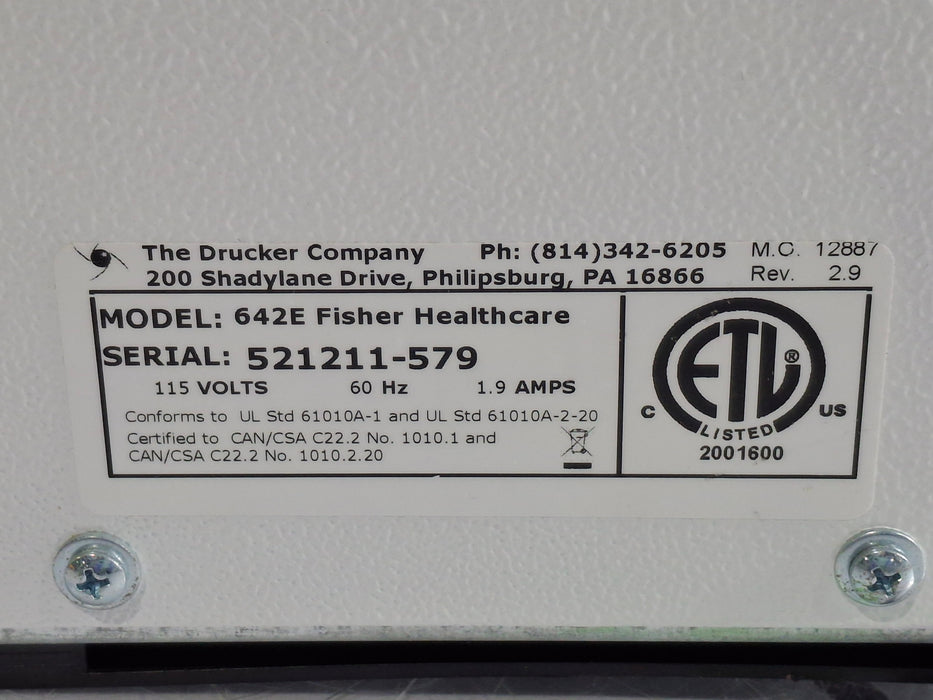 The Drucker Company Ph: (814)342-6205 M.C. 12887
200 Shadylane Drive, Philipsburg, PA 16866 Rev. 2.9
MODEL: 642E Fisher Healthcare
SERIAL: 521211-579
115 VOLTS 60 Hz 1.9 AMPS
Conforms to UL Std 61010A-1 and UL Std 61010A-2-20
Certified to CAN/CSA C22.2 No. 1010.1 and
CAN/CSA C22.2 No. 1010.2.20
ETL®
C US
LISTED
2001600